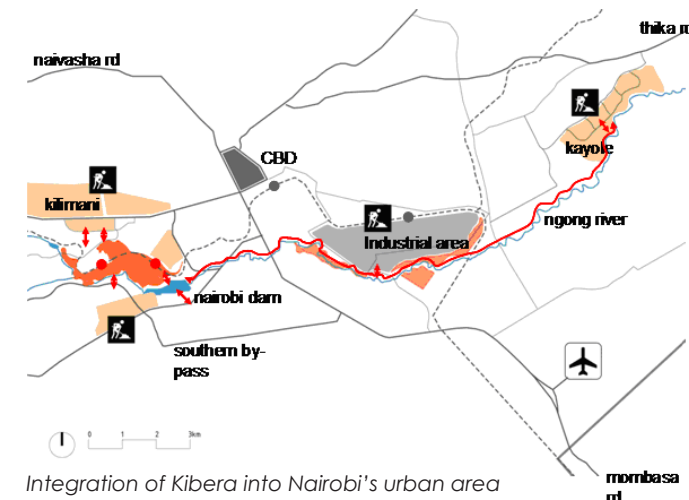 thika r
naivasha rd
CBD
kayole
kilimani
ngong river
Industrial area
nairobi dam
southern by-
pass
0 1 2 3km
mombasa
rd
Integration of Kibera into Nairobi's urban area